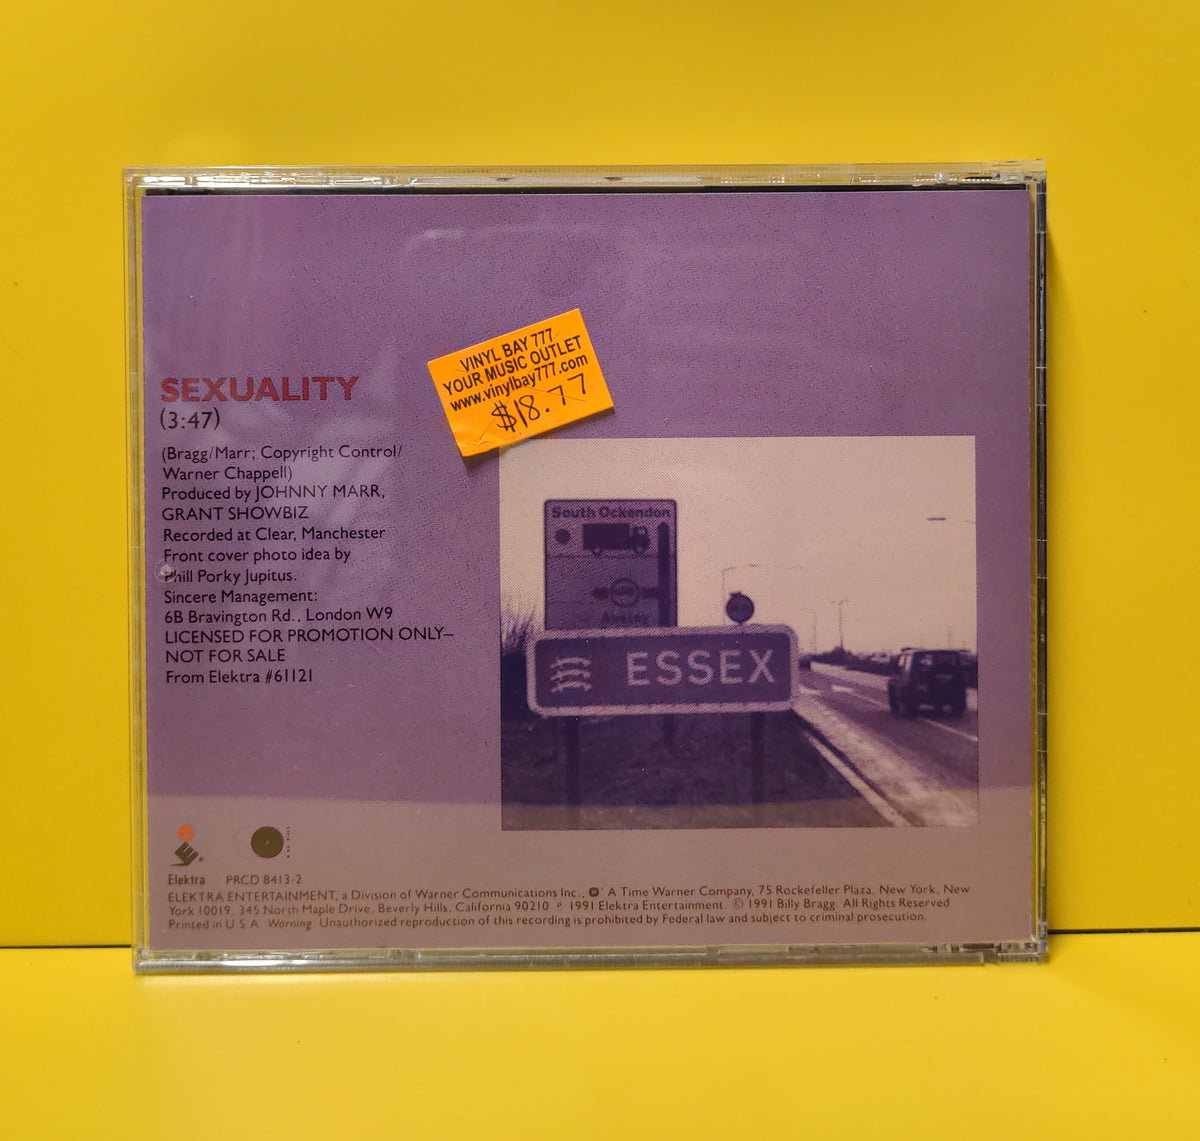 VINYL BAY 777
YOUR MUSIC OUTLET
www.vinylbay777.com
$18.77
SEXUALITY
(3:47)
(Bragg/Marr; Copyright Control/
Warner Chappell)
Produced by JOHNNY MARR,
GRANT SHOWBIZ
Recorded at Clear, Manchester
Front cover photo idea by
Phill Porky Jupitus.
Sincere Management:
6B Bravington Rd., London W9
LICENSED FOR PROMOTION ONLY—
NOT FOR SALE
From Elektra #61121
South Ockendon
Aveley
ESSEX
Elektra PRCD 8413-2
ELEKTRA ENTERTAINMENT, a Division of Warner Communications Inc., A Time Warner Company, 75 Rockefeller Plaza, New York, New
York 10019, 345 North Maple Drive, Beverly Hills, California 90210 ℗ 1991 Elektra Entertainment. © 1991 Billy Bragg. All Rights Reserved.
Printed in U S A. Warning: Unauthorized reproduction of this recording is prohibited by Federal law and subject to criminal prosecution.